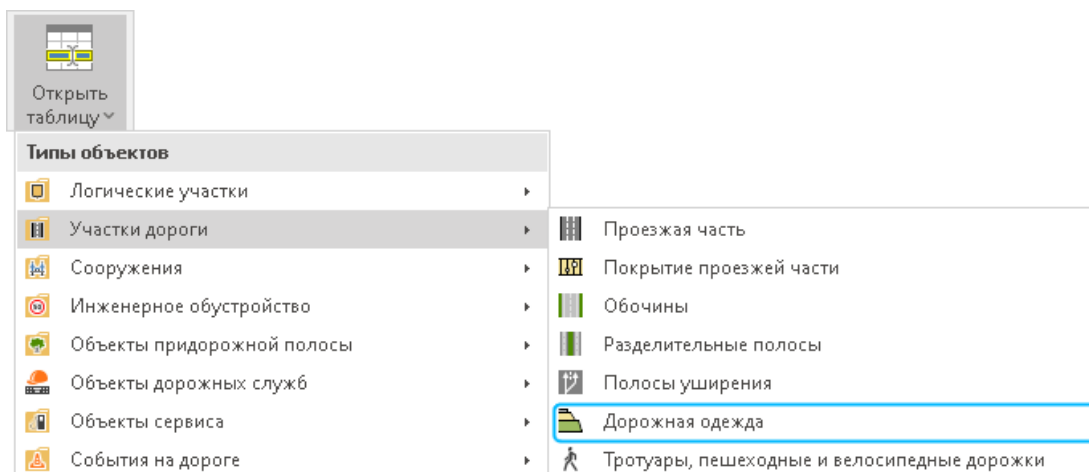 Открыть
таблицу
Типы объектов
Логические участки
Участки дороги
Сооружения
Инженерное обустройство
Объекты придорожной полосы
Объекты дорожных служб
Объекты сервиса
События на дороге
Проезжая часть
Покрытие проезжей части
Обочины
Разделительные полосы
Полосы уширения
Дорожная одежда
Тротуары, пешеходные и велосипедные дорожки